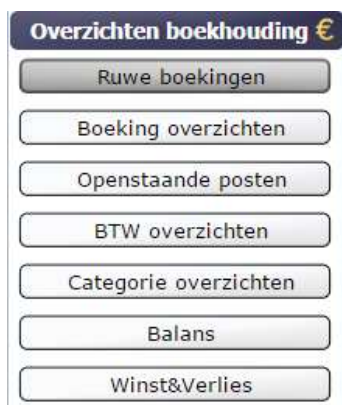 Overzichten boekhouding €
Ruwe boekingen
Boeking overzichten
Openstaande posten
BTW overzichten
Categorie overzichten
Balans
Winst&Verlies